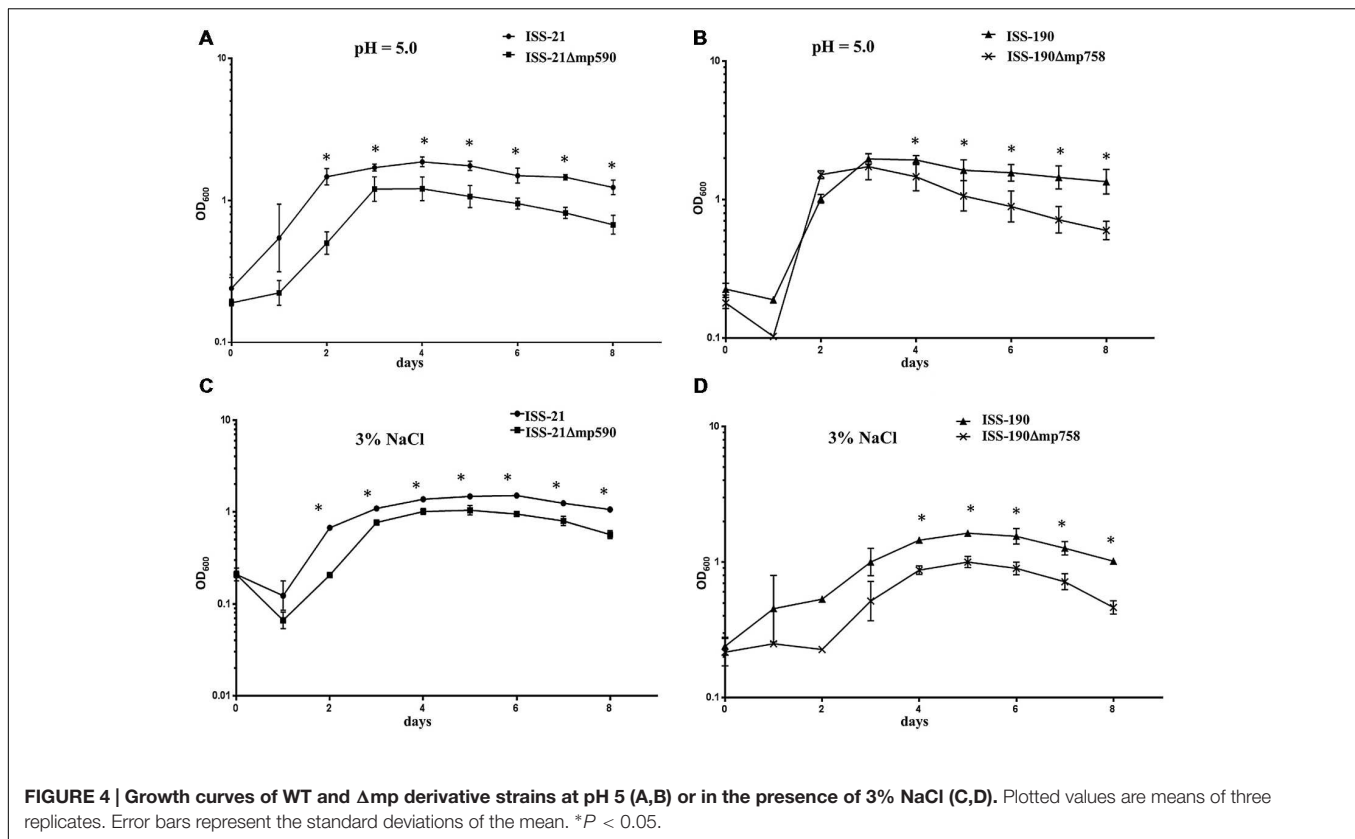 A
pH = 5.0
ISS-21
ISS-21Δmp590
10
1
0.1
OD600
* * * * * * *
0 2 4 6 8
days
B
pH = 5.0
ISS-190
ISS-190Δmp758
10
1
0.1
OD600
* * * * *
0 2 4 6 8
days
C
3% NaCl
ISS-21
ISS-21Δmp590
10
1
0.1
0.01
OD600
* * * * * * *
0 2 4 6 8
days
D
3% NaCl
ISS-190
ISS-190Δmp758
10
1
0.1
OD600
* * * * *
0 2 4 6 8
days
FIGURE 4 | Growth curves of WT and Δmp derivative strains at pH 5 (A,B) or in the presence of 3% NaCl (C,D). Plotted values are means of three
replicates. Error bars represent the standard deviations of the mean. *P < 0.05.